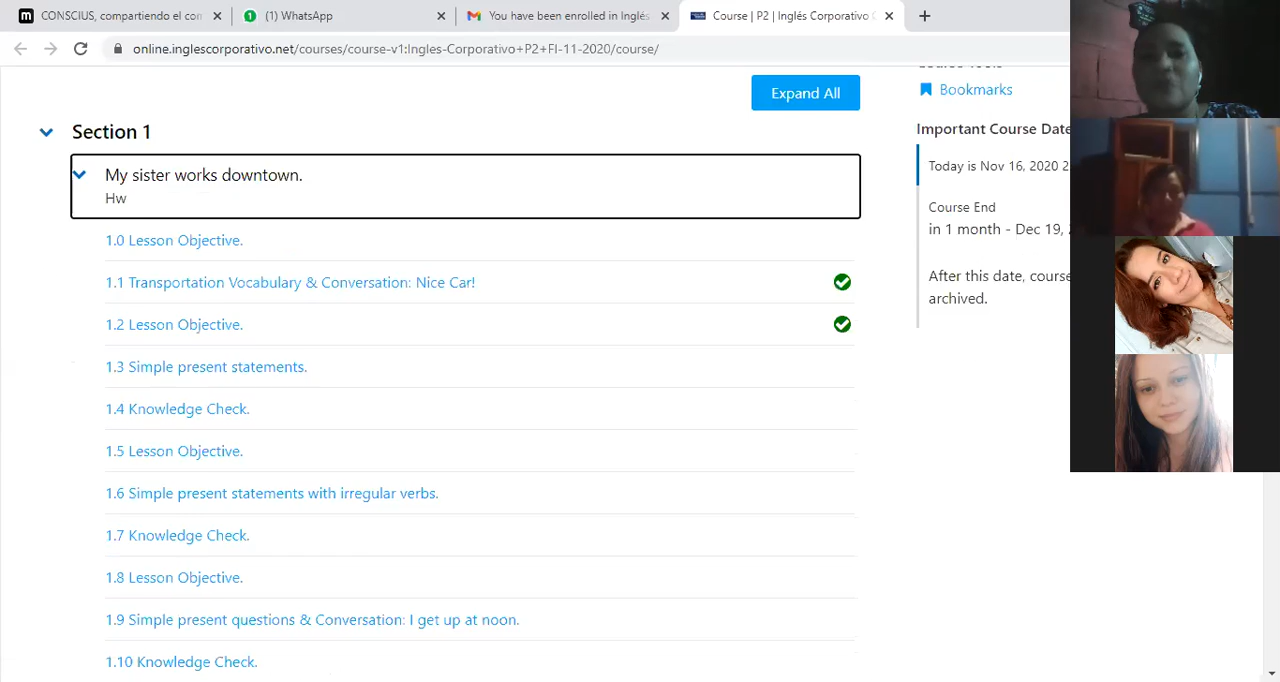 m CONSCIUS, compartiendo el con
1 (1) WhatsApp
You have been enrolled in Inglés
Course | P2 | Inglés Corporativo C
online.inglescorporativo.net/courses/course-v1:Ingles-Corporativo+P2+FI-11-2020/course/
Expand All
Section 1
My sister works downtown.
Hw
1.0 Lesson Objective.
1.1 Transportation Vocabulary & Conversation: Nice Car!
1.2 Lesson Objective.
1.3 Simple present statements.
1.4 Knowledge Check.
1.5 Lesson Objective.
1.6 Simple present statements with irregular verbs.
1.7 Knowledge Check.
1.8 Lesson Objective.
1.9 Simple present questions & Conversation: I get up at noon.
1.10 Knowledge Check.
Course Tools
Bookmarks
Important Course Date
Today is Nov 16, 2020 2
Course End
in 1 month - Dec 19,
After this date, course
archived.